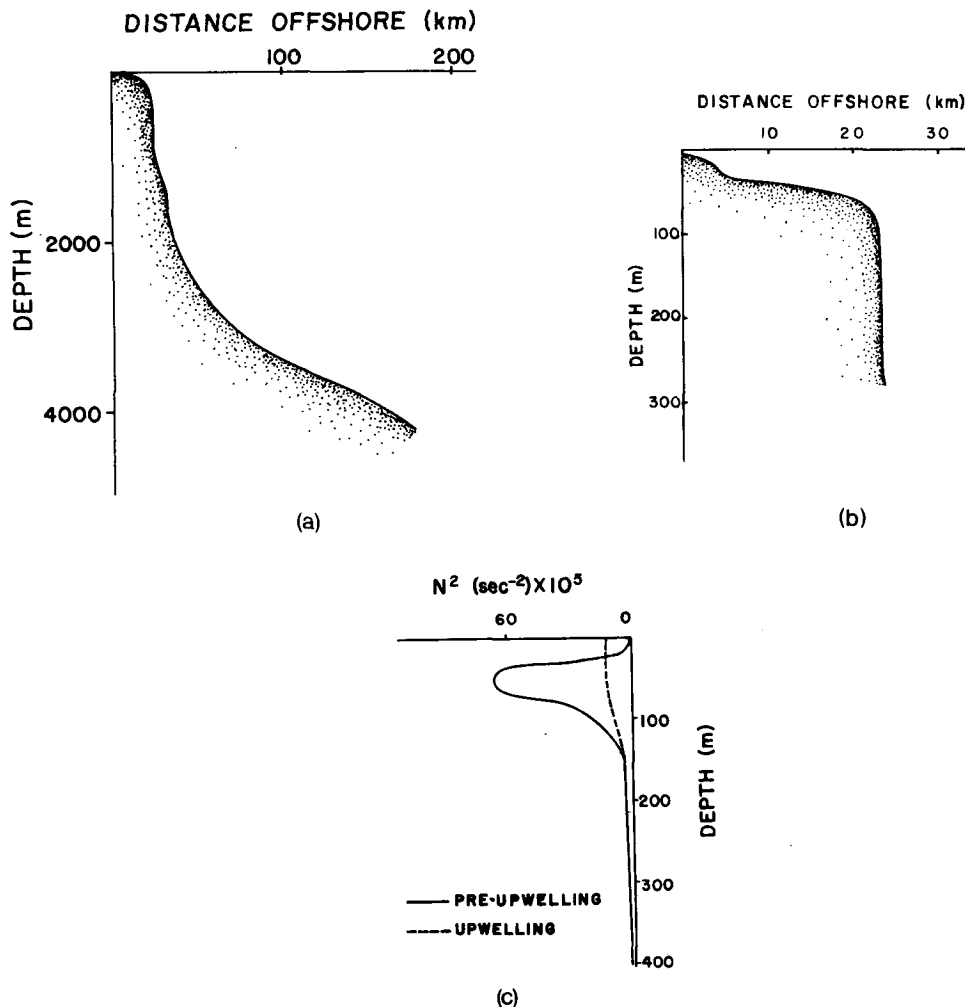 DISTANCE OFFSHORE (km)
100 200
DEPTH (m)
2000
4000
(a)
DISTANCE OFFSHORE (km)
10 20 30
DEPTH (m)
100
200
300
(b)
N² (sec⁻²)X10⁵
60 0
DEPTH (m)
100
200
300
400
PRE-UPWELLING
UPWELLING
(c)